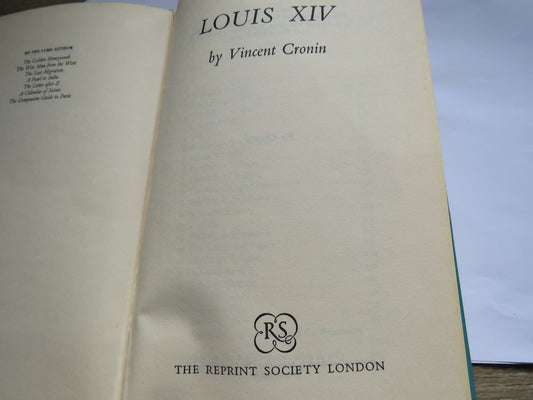 BY THE SAME AUTHOR
The Golden Honeycomb
The Wise Man from the West
The Last Migration
A Pearl to India
The Letter after Z
A Calendar of Saints
The Companion Guide to Paris
LOUIS XIV
by Vincent Cronin
RS
THE REPRINT SOCIETY LONDON